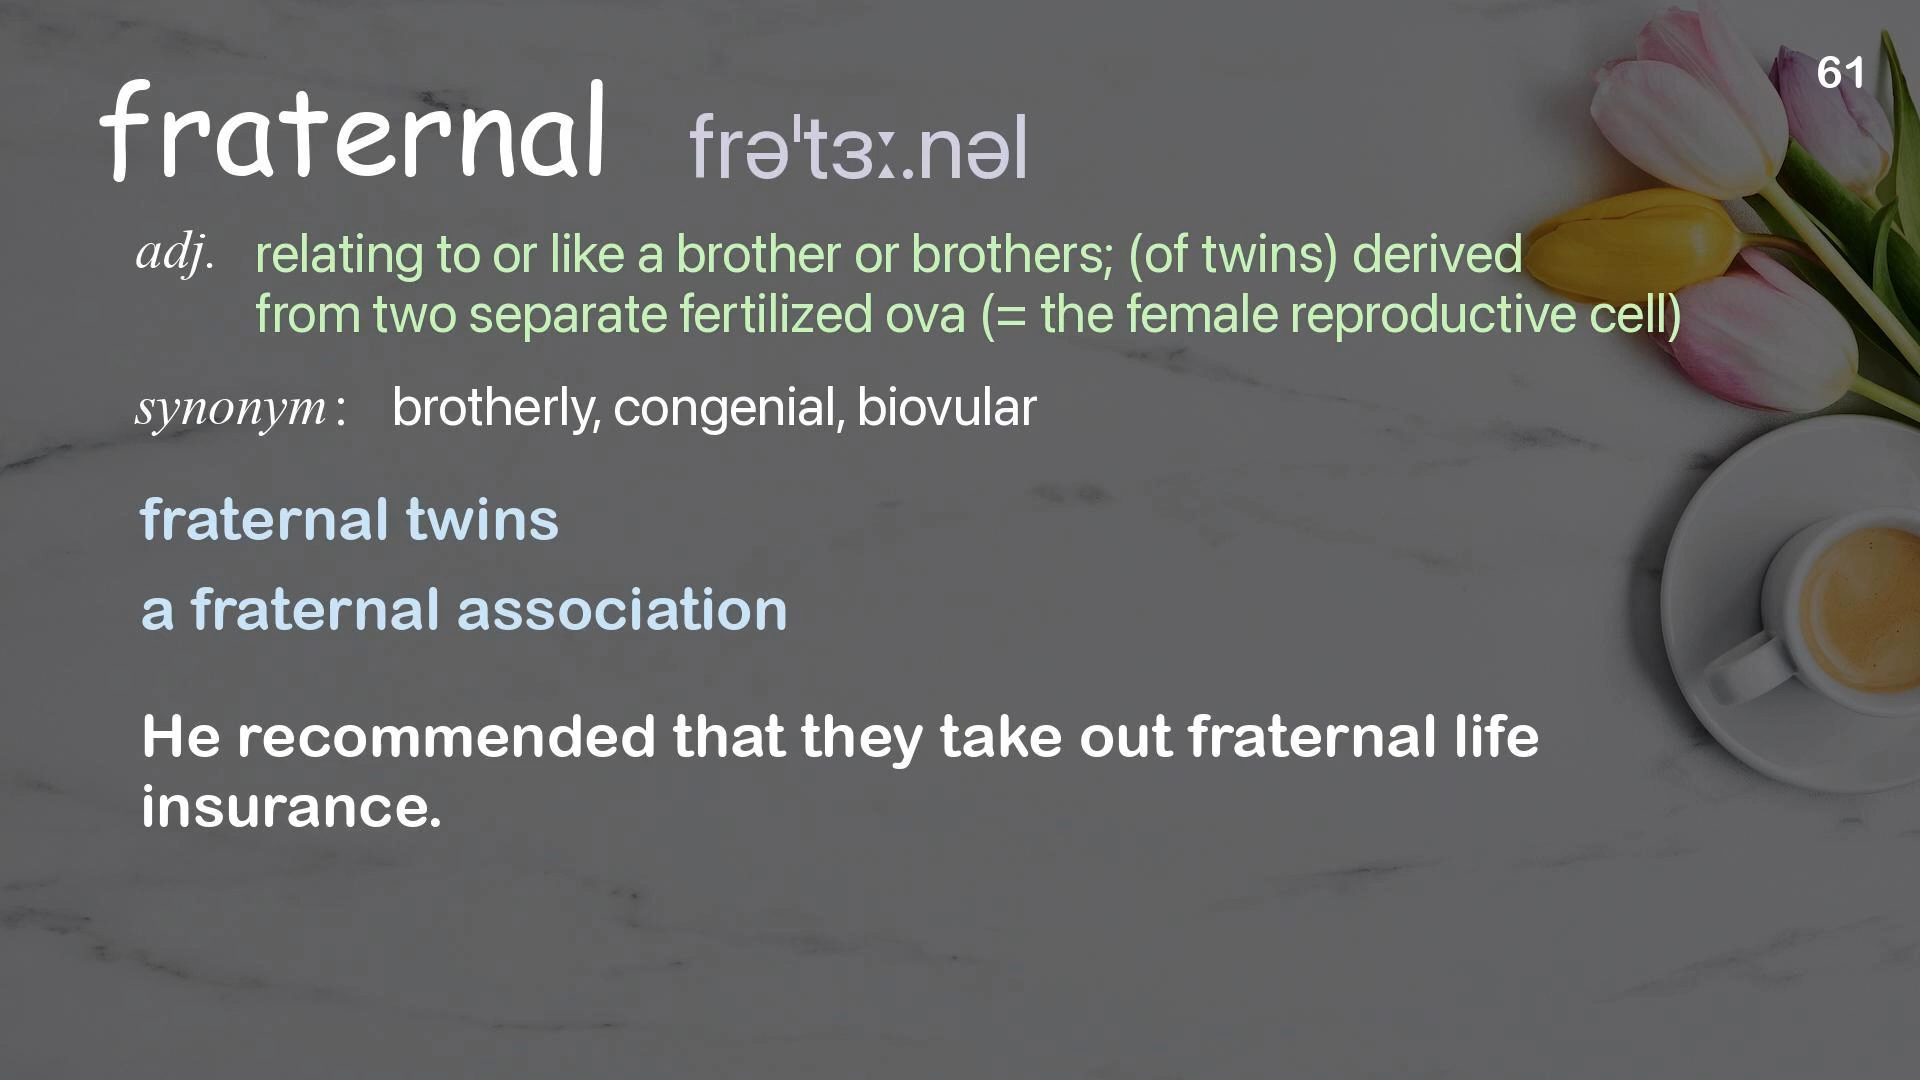 61
fraternal frəˈtɜː.nəl
adj. relating to or like a brother or brothers; (of twins) derived
from two separate fertilized ova (= the female reproductive cell)
synonym: brotherly, congenial, biovular
fraternal twins
a fraternal association
He recommended that they take out fraternal life
insurance.